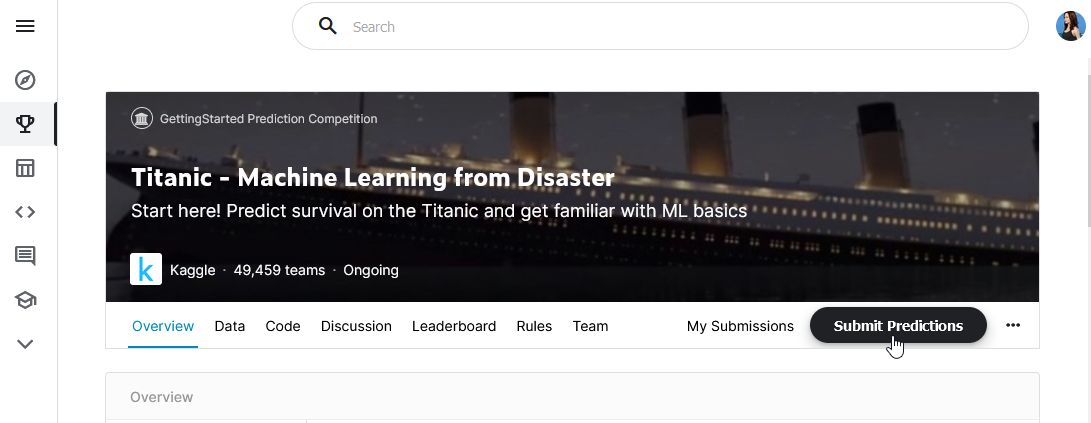 Search
GettingStarted Prediction Competition
Titanic - Machine Learning from Disaster
Start here! Predict survival on the Titanic and get familiar with ML basics
k Kaggle · 49,459 teams · Ongoing
Overview Data Code Discussion Leaderboard Rules Team My Submissions Submit Predictions
Overview